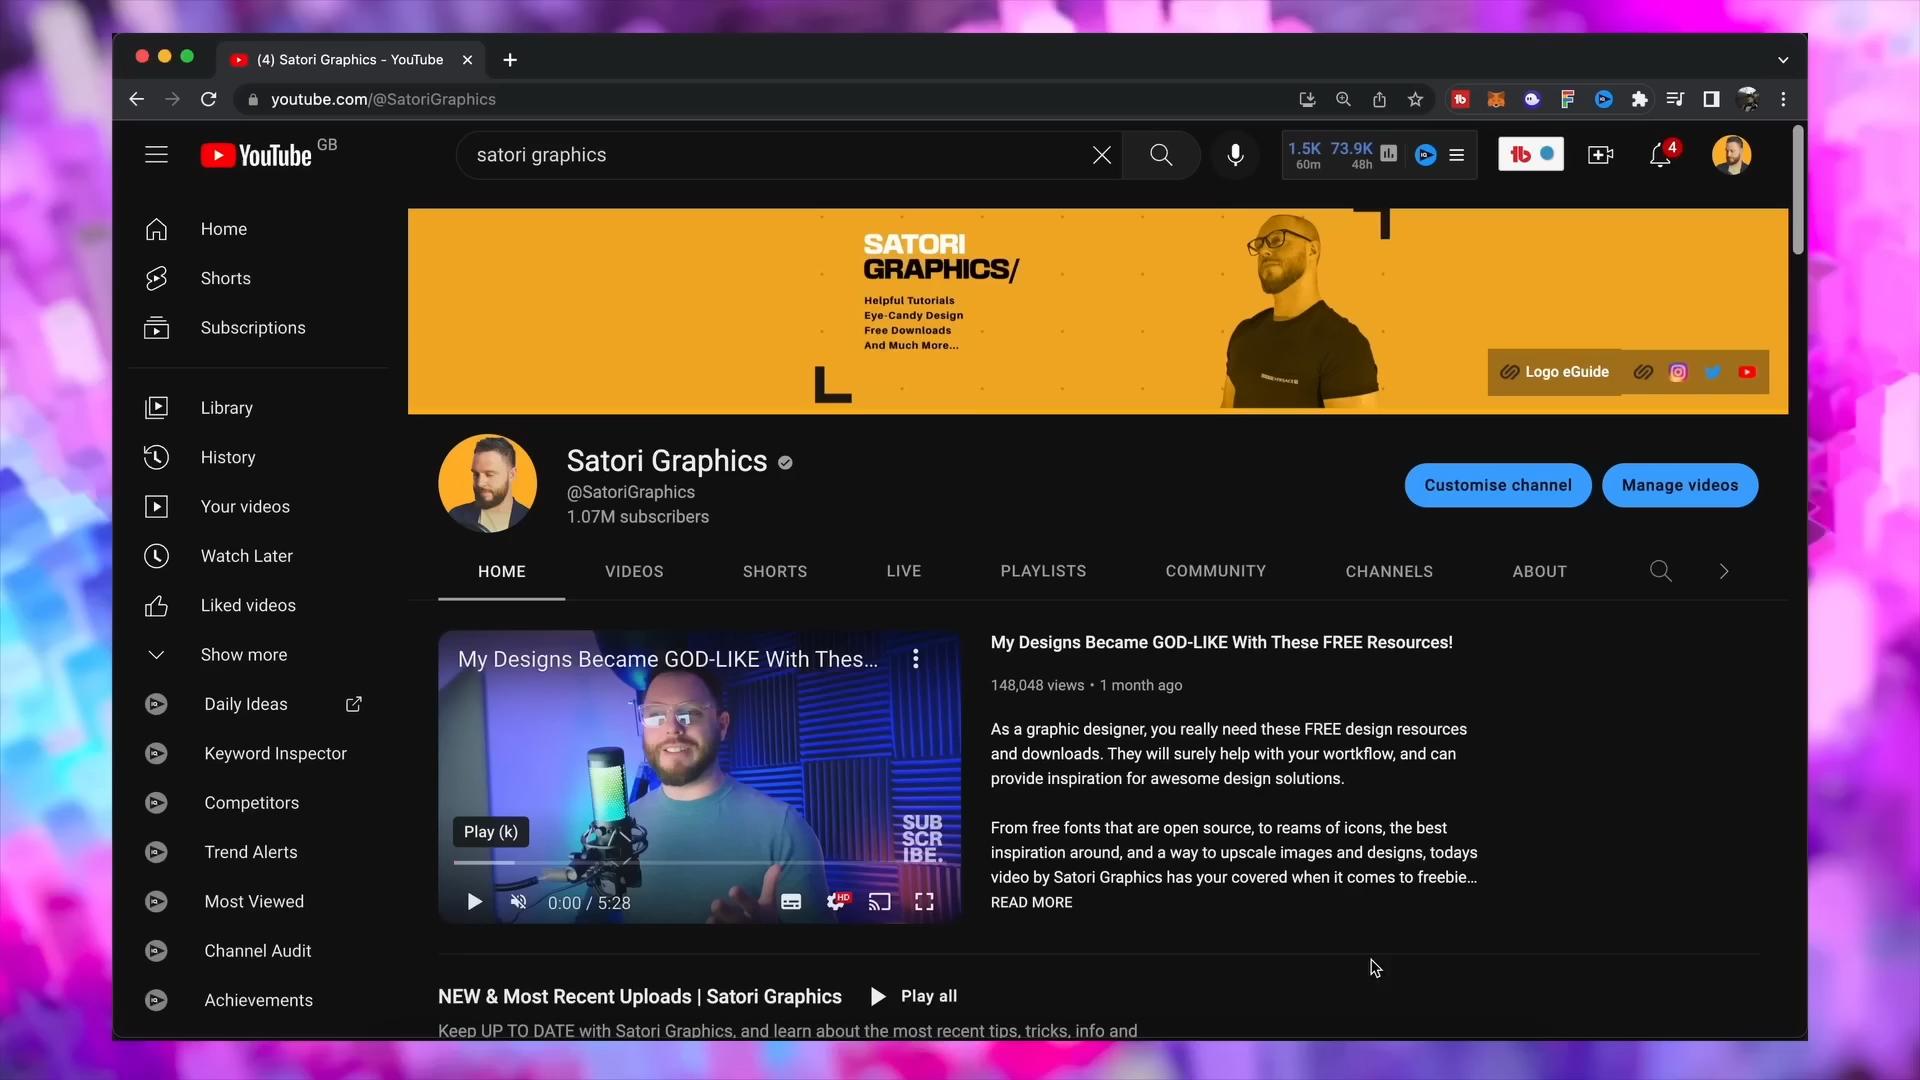 (4) Satori Graphics - YouTube
youtube.com/@SatoriGraphics
YouTube GB
satori graphics
1.5K 73.9K
60m 48h
4
Home
Shorts
Subscriptions
Library
History
Your videos
Watch Later
Liked videos
Show more
Daily Ideas
Keyword Inspector
Competitors
Trend Alerts
Most Viewed
Channel Audit
Achievements
SATORI
GRAPHICS/
Helpful Tutorials
Eye-Candy Design
Free Downloads
And Much More...
Logo eGuide
Satori Graphics
@SatoriGraphics
1.07M subscribers
Customise channel
Manage videos
HOME
VIDEOS
SHORTS
LIVE
PLAYLISTS
COMMUNITY
CHANNELS
ABOUT
My Designs Became GOD-LIKE With Thes...
SUB
SCR
IBE.
Play (k)
0:00 / 5:28
HD
My Designs Became GOD-LIKE With These FREE Resources!
148,048 views • 1 month ago
As a graphic designer, you really need these FREE design resources
and downloads. They will surely help with your wortkflow, and can
provide inspiration for awesome design solutions.
From free fonts that are open source, to reams of icons, the best
inspiration around, and a way to upscale images and designs, todays
video by Satori Graphics has your covered when it comes to freebie...
READ MORE
NEW & Most Recent Uploads | Satori Graphics
Play all
Keep UP TO DATE with Satori Graphics, and learn about the most recent tips, tricks, info and